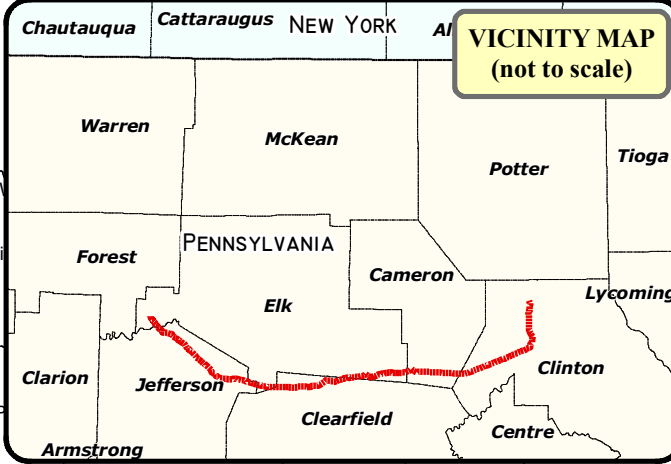 Chautauqua
Cattaraugus
NEW YORK
Al
VICINITY MAP
(not to scale)
Warren
McKean
Potter
Tioga
Forest
PENNSYLVANIA
Cameron
Elk
Lycoming
Clarion
Jefferson
Clinton
Clearfield
Centre
Armstrong